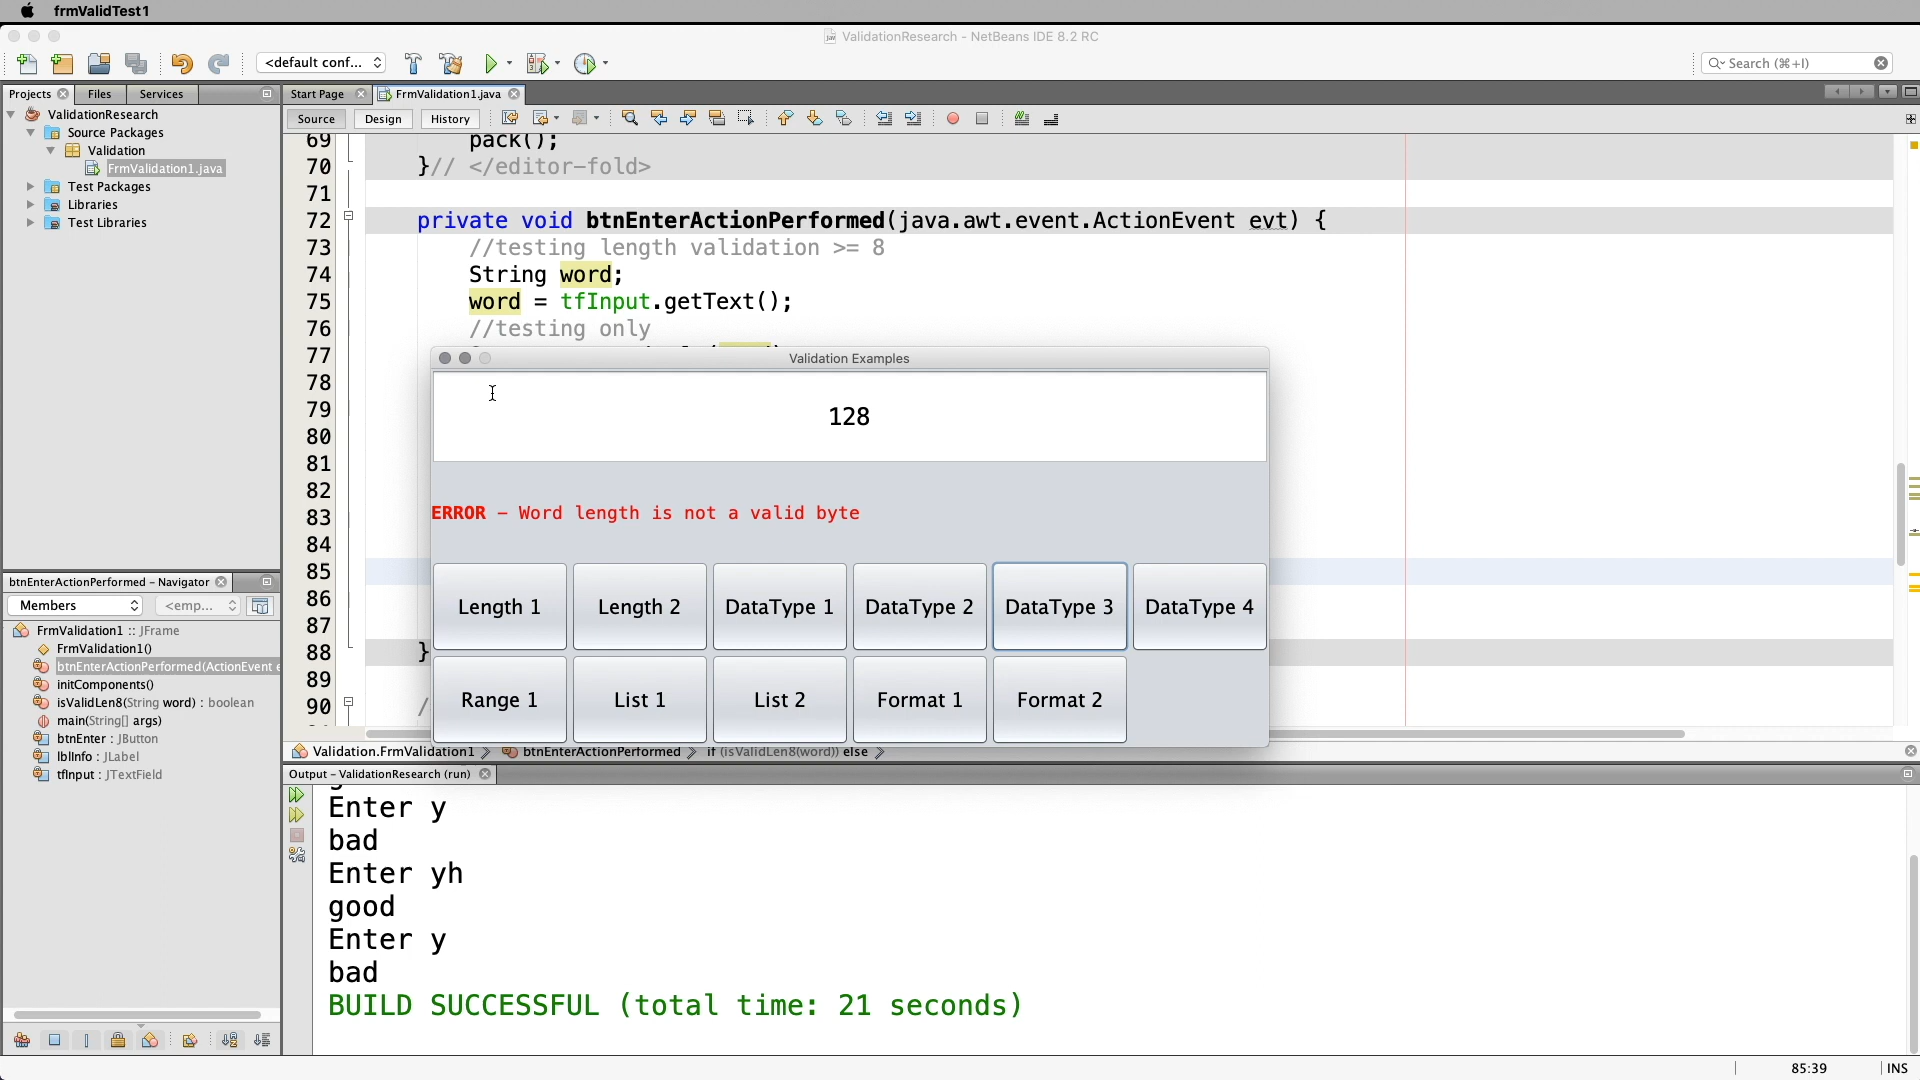 frmValidTest1
ValidationResearch - NetBeans IDE 8.2 RC
<default conf...
Search (⌘+I)
Projects
Files
Services
Start Page
FrmValidation1.java
Source
Design
History
ValidationResearch
Source Packages
Validation
FrmValidation1.java
Test Packages
Libraries
Test Libraries
69 pack();
70 }// </editor-fold>
71
72 private void btnEnterActionPerformed(java.awt.event.ActionEvent evt) {
73 //testing length validation >= 8
74 String word;
75 word = tfInput.getText();
76 //testing only
77
78
79
80
81
82
83
84
85
86
87
88 }
89
90 /
Validation Examples
128
ERROR - Word length is not a valid byte
Length 1
Length 2
DataType 1
DataType 2
DataType 3
DataType 4
Range 1
List 1
List 2
Format 1
Format 2
btnEnterActionPerformed - Navigator
Members
<emp...
FrmValidation1 :: JFrame
FrmValidation1()
btnEnterActionPerformed(ActionEvent e
initComponents()
isValidLen8(String word) : boolean
main(String[] args)
btnEnter : JButton
lblInfo : JLabel
tfInput : JTextField
Validation.FrmValidation1
btnEnterActionPerformed
if (isValidLen8(word)) else
Output - ValidationResearch (run)
Enter y
bad
Enter yh
good
Enter y
bad
BUILD SUCCESSFUL (total time: 21 seconds)
85:39
INS